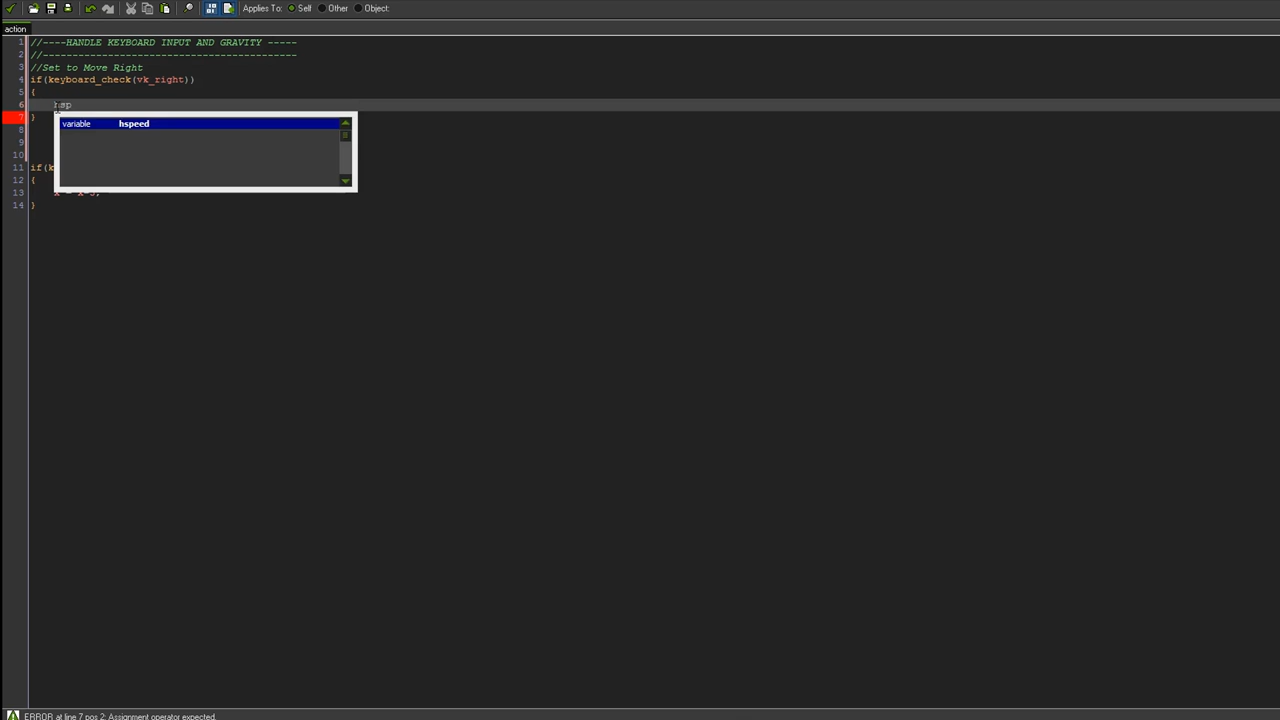 Applies To: Self Other Object:
action
1 //----HANDLE KEYBOARD INPUT AND GRAVITY -----
2 //------------------------------------------
3 //Set to Move Right
4 if(keyboard_check(vk_right))
5 {
6 hsp
variable hspeed
7 }
8
9
10
11 if(k
12 {
13
14 }
ERROR at line 7 pos 2: Assignment operator expected.